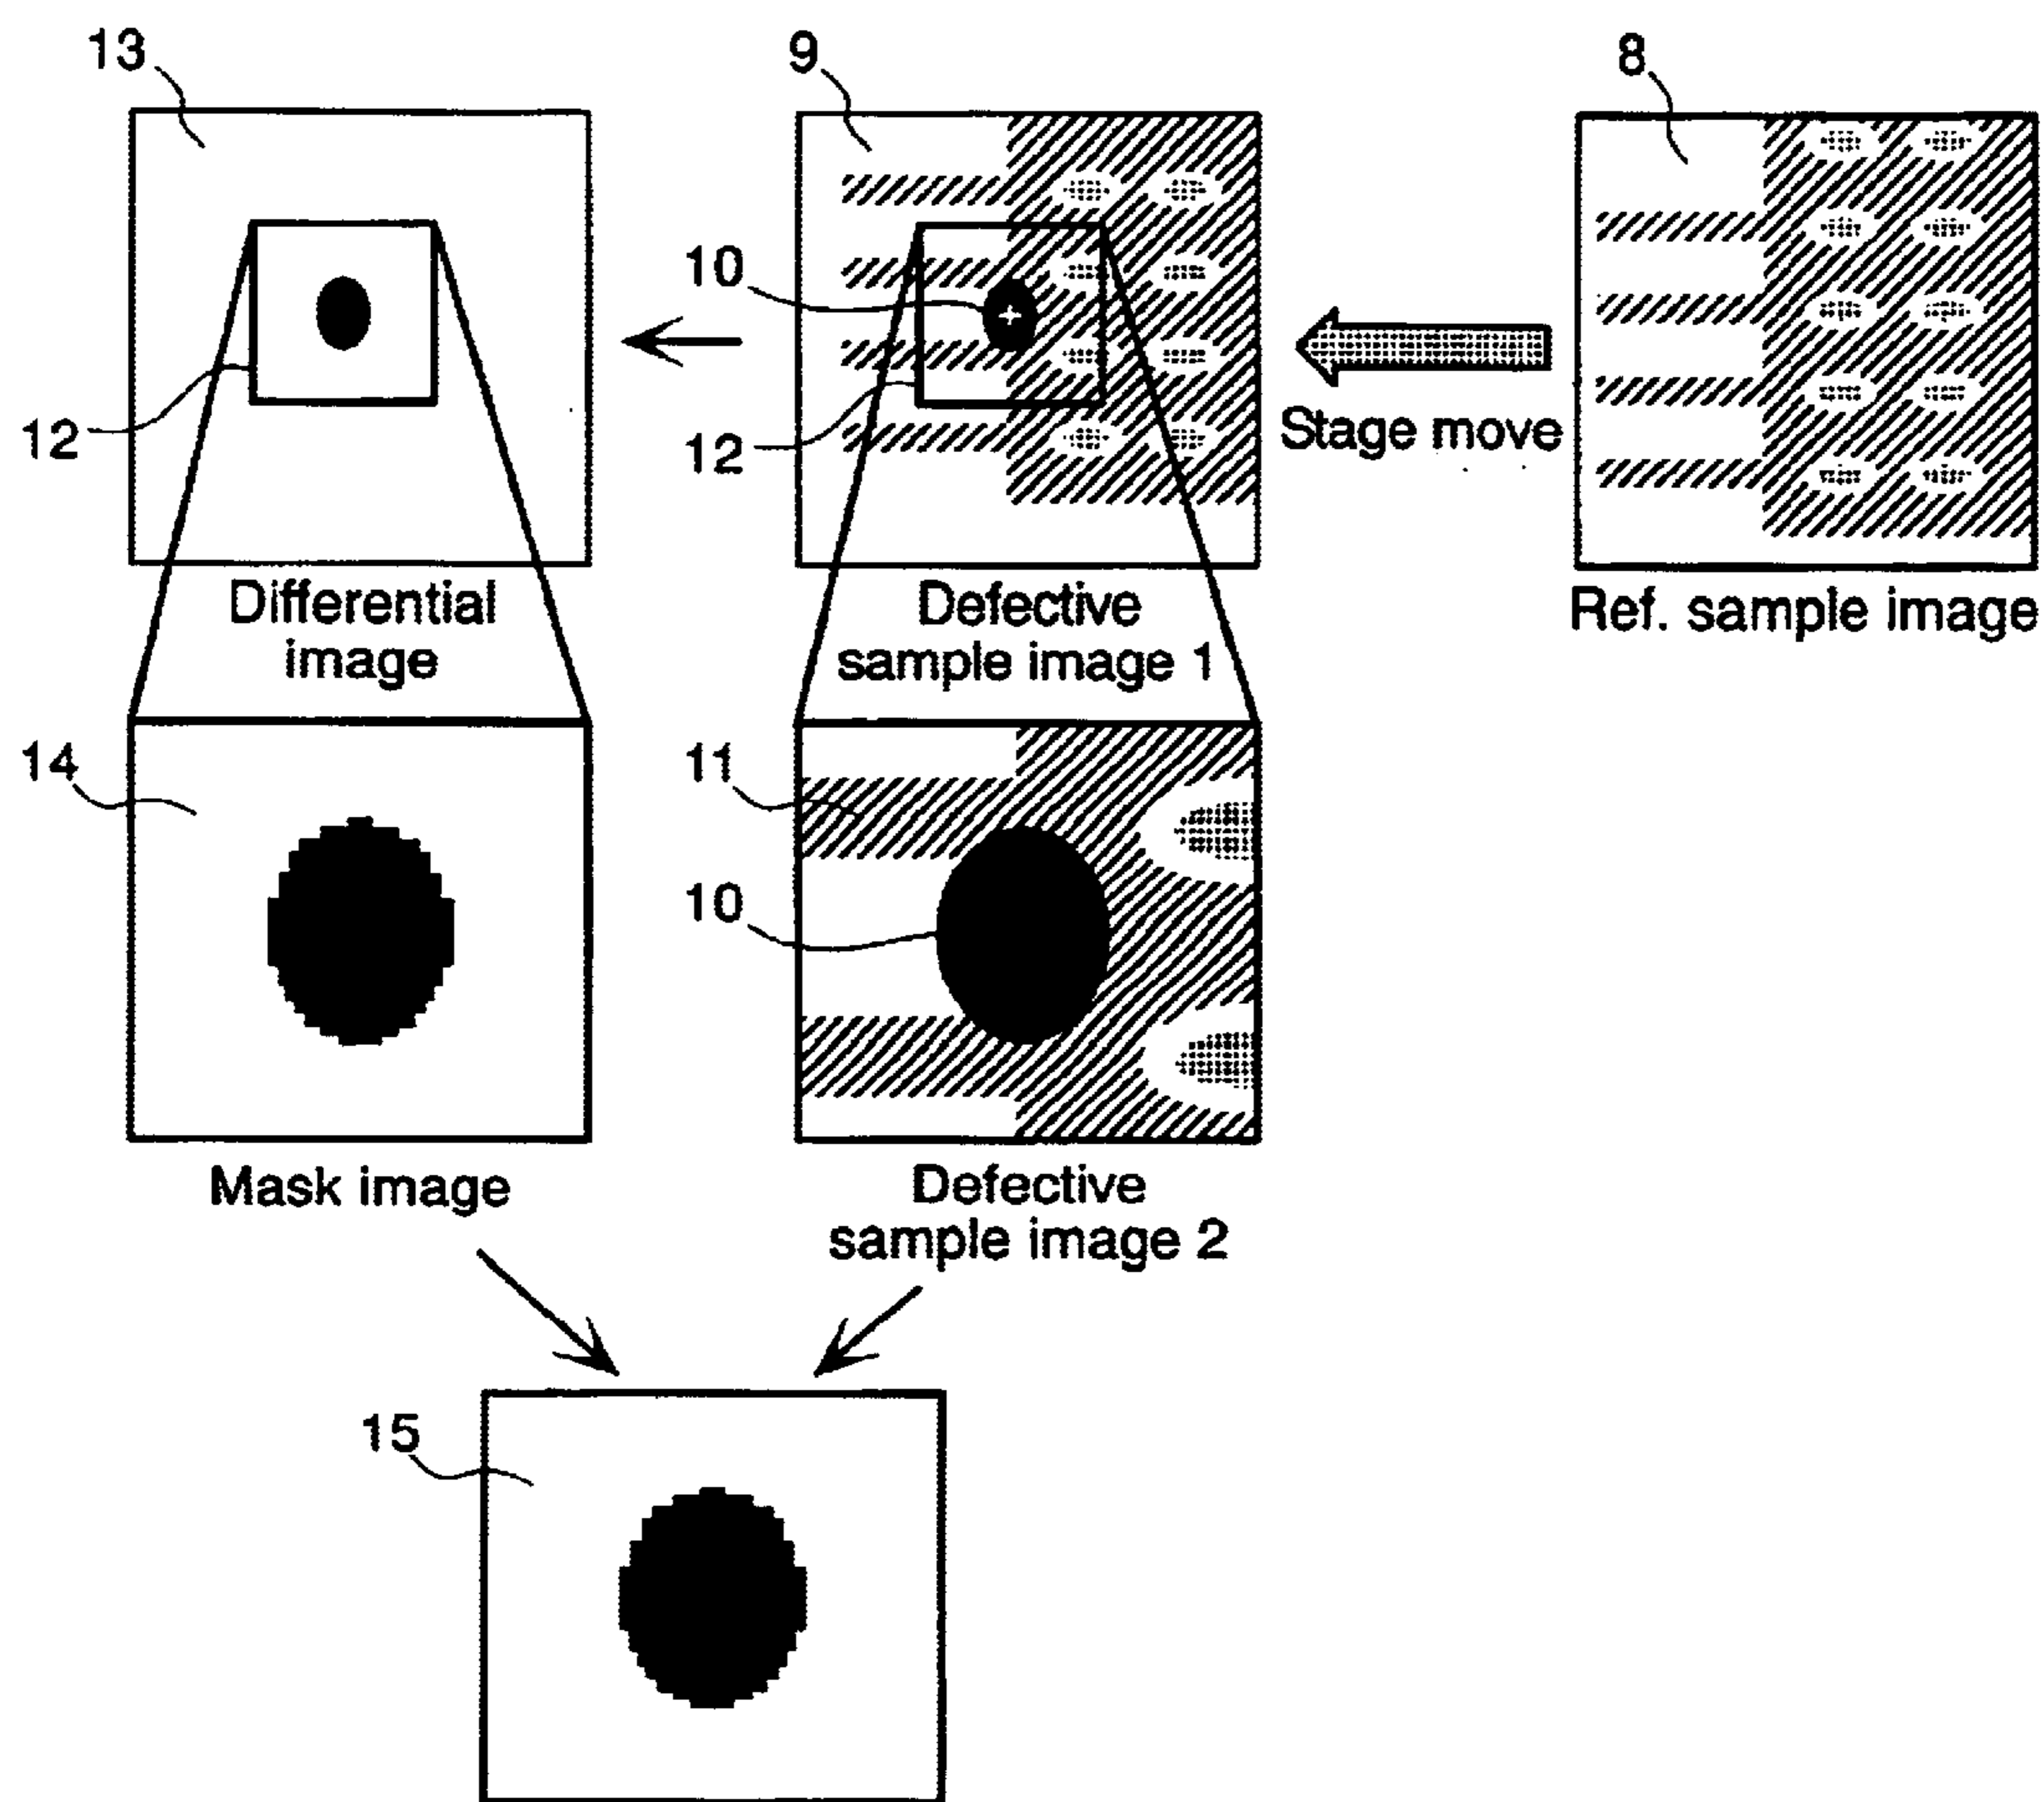 13
9
8
10
12
12
Stage move
Differential
image
Defective
sample image 1
Ref. sample image
14
11
10
Mask image
Defective
sample image 2
15